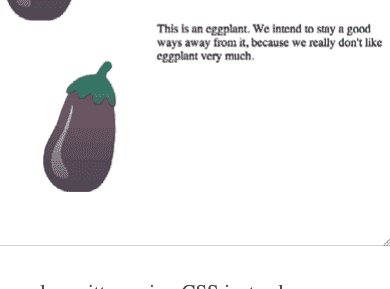 This is an eggplant. We intend to stay a good
ways away from it, because we really don't like
eggplant very much.